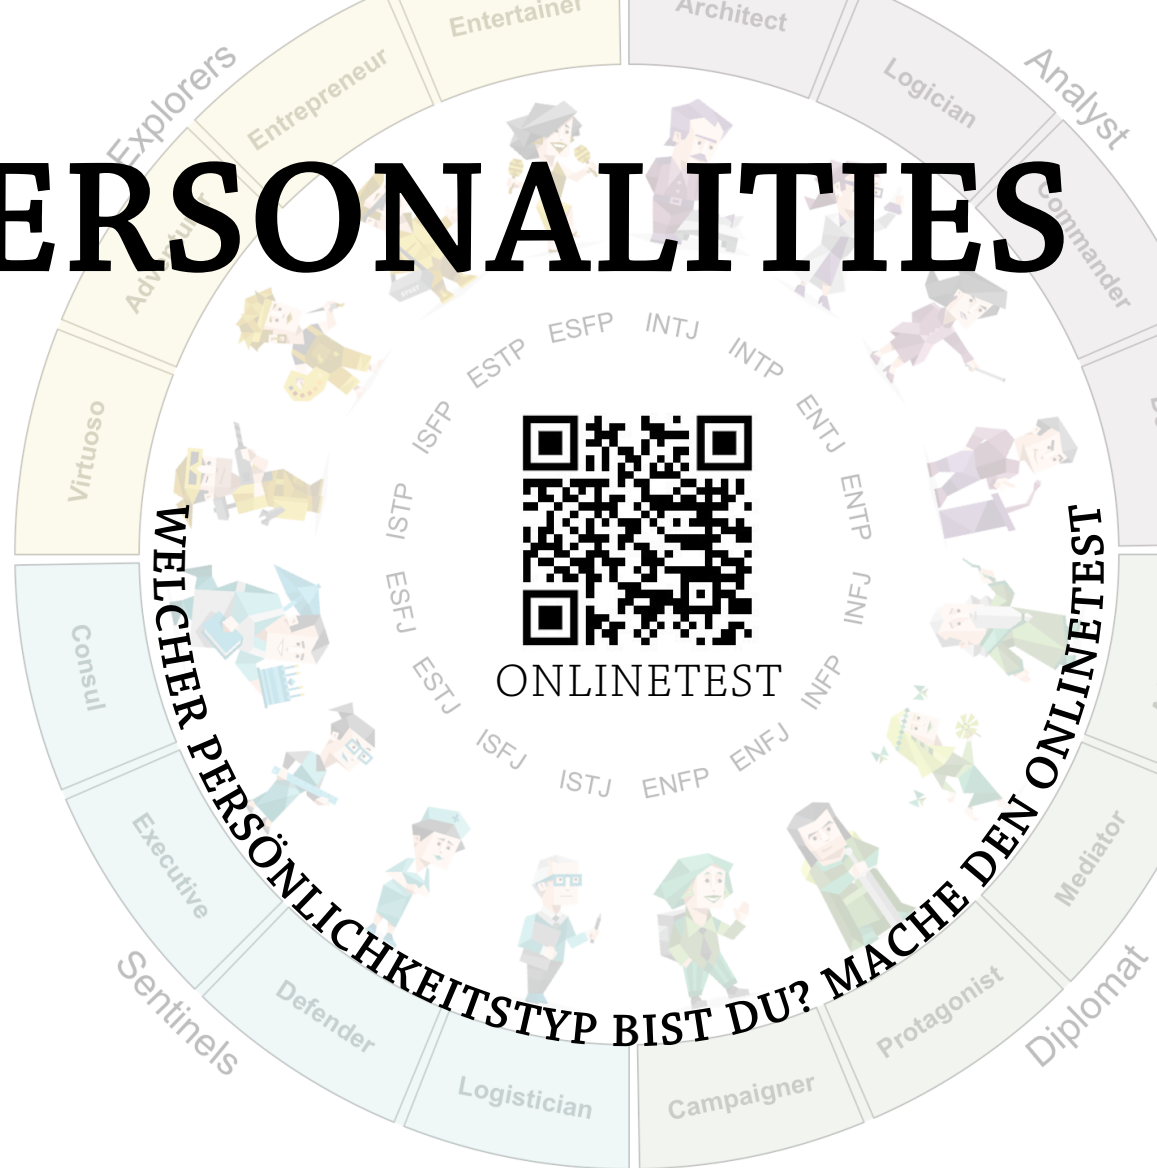 Entertainer
Architect
Explorers
Entrepreneur
Logician
Analyst
ERSONALITIES
Commander
Virtuoso
ESFP
INTJ
ESTP
INTP
ISFP
ENTJ
ISTP
ENTP
ESFJ
INFJ
ESTJ
INFP
ISFJ
ENFJ
ISTJ
ENFP
ONLINETEST
WELCHER PERSÖNLICHKEITSTYP BIST DU? MACHE DEN ONLINETEST
Consul
Executive
Mediator
Sentinels
Defender
Protagonist
Diplomat
Logistician
Campaigner